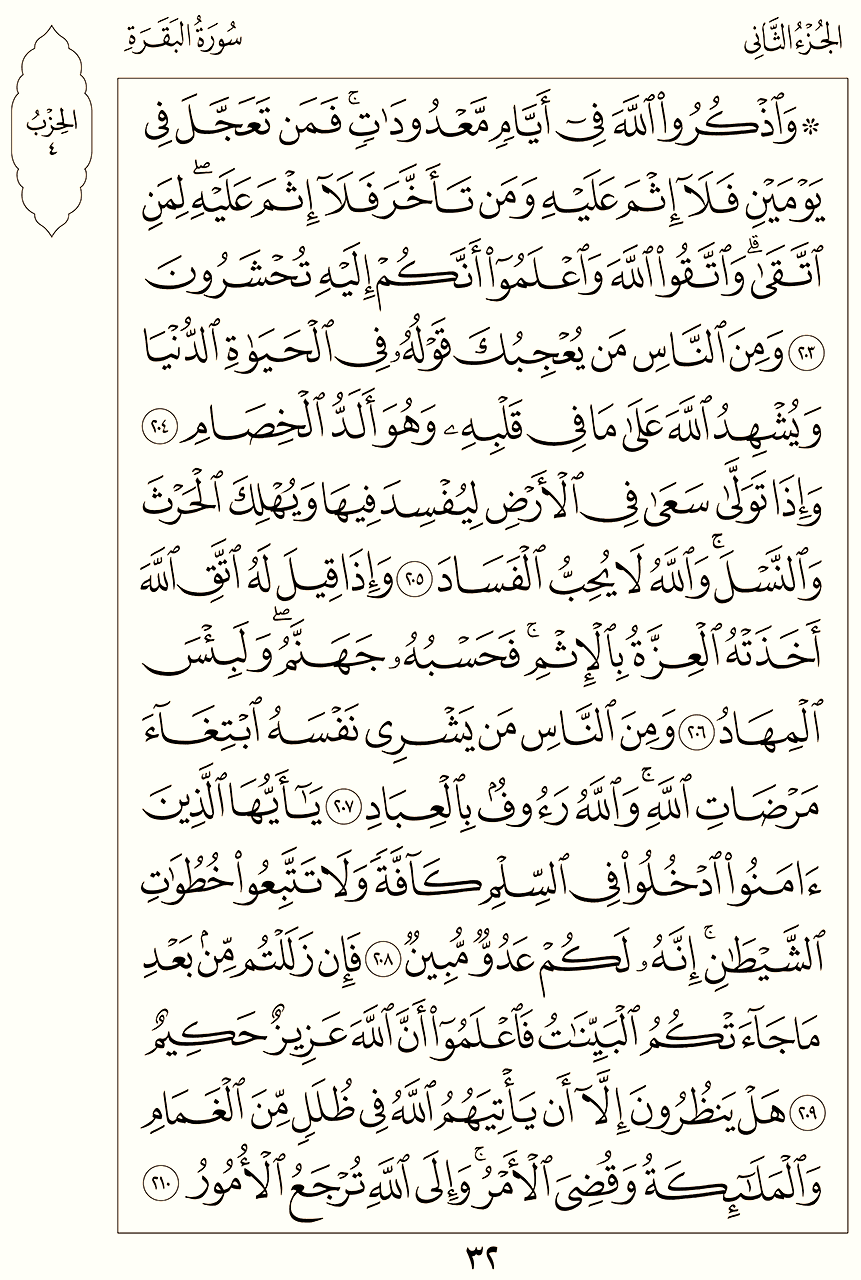 الجُزْءُ الثَّانِي
سُورَةُ البَقَرَةِ
الحِزْبُ
٤
۞ وَٱذۡكُرُواْ ٱللَّهَ فِيٓ أَيَّامٖ مَّعۡدُودَٰتٖۚ فَمَن تَعَجَّلَ فِي
يَوۡمَيۡنِ فَلَآ إِثۡمَ عَلَيۡهِ وَمَن تَأَخَّرَ فَلَآ إِثۡمَ عَلَيۡهِۖ لِمَنِ
ٱتَّقَىٰۗ وَٱتَّقُواْ ٱللَّهَ وَٱعۡلَمُوٓاْ أَنَّكُمۡ إِلَيۡهِ تُحۡشَرُونَ
٢٠٣ وَمِنَ ٱلنَّاسِ مَن يُعۡجِبُكَ قَوۡلُهُۥ فِي ٱلۡحَيَوٰةِ ٱلدُّنۡيَا
وَيُشۡهِدُ ٱللَّهَ عَلَىٰ مَا فِي قَلۡبِهِۦ وَهُوَ أَلَدُّ ٱلۡخِصَامِ ٢٠٤
وَإِذَا تَوَلَّىٰ سَعَىٰ فِي ٱلۡأَرۡضِ لِيُفۡسِدَ فِيهَا وَيُهۡلِكَ ٱلۡحَرۡثَ
وَٱلنَّسۡلَۚ وَٱللَّهُ لَا يُحِبُّ ٱلۡفَسَادَ ٢٠٥ وَإِذَا قِيلَ لَهُ ٱتَّقِ ٱللَّهَ
أَخَذَتۡهُ ٱلۡعِزَّةُ بِٱلۡإِثۡمِۚ فَحَسۡبُهُۥ جَهَنَّمُۖ وَلَبِئۡسَ
ٱلۡمِهَادُ ٢٠٦ وَمِنَ ٱلنَّاسِ مَن يَشۡرِي نَفۡسَهُ ٱبۡتِغَآءَ
مَرۡضَاتِ ٱللَّهِۚ وَٱللَّهُ رَءُوفُۢ بِٱلۡعِبَادِ ٢٠٧ يَٰٓأَيُّهَا ٱلَّذِينَ
ءَامَنُواْ ٱدۡخُلُواْ فِي ٱلسِّلۡمِ كَآفَّةٗ وَلَا تَتَّبِعُواْ خُطُوَٰتِ
ٱلشَّيۡطَٰنِۚ إِنَّهُۥ لَكُمۡ عَدُوّٞ مُّبِينٞ ٢٠٨ فَإِن زَلَلۡتُم مِّنۢ بَعۡدِ
مَا جَآءَتۡكُمُ ٱلۡبَيِّنَٰتُ فَٱعۡلَمُوٓاْ أَنَّ ٱللَّهَ عَزِيزٌ حَكِيمٌ
٢٠٩ هَلۡ يَنظُرُونَ إِلَّآ أَن يَأۡتِيَهُمُ ٱللَّهُ فِي ظُلَلٖ مِّنَ ٱلۡغَمَامِ
وَٱلۡمَلَٰٓئِكَةُ وَقُضِيَ ٱلۡأَمۡرُۚ وَإِلَى ٱللَّهِ تُرۡجَعُ ٱلۡأُمُورُ ٢١٠
٣٢